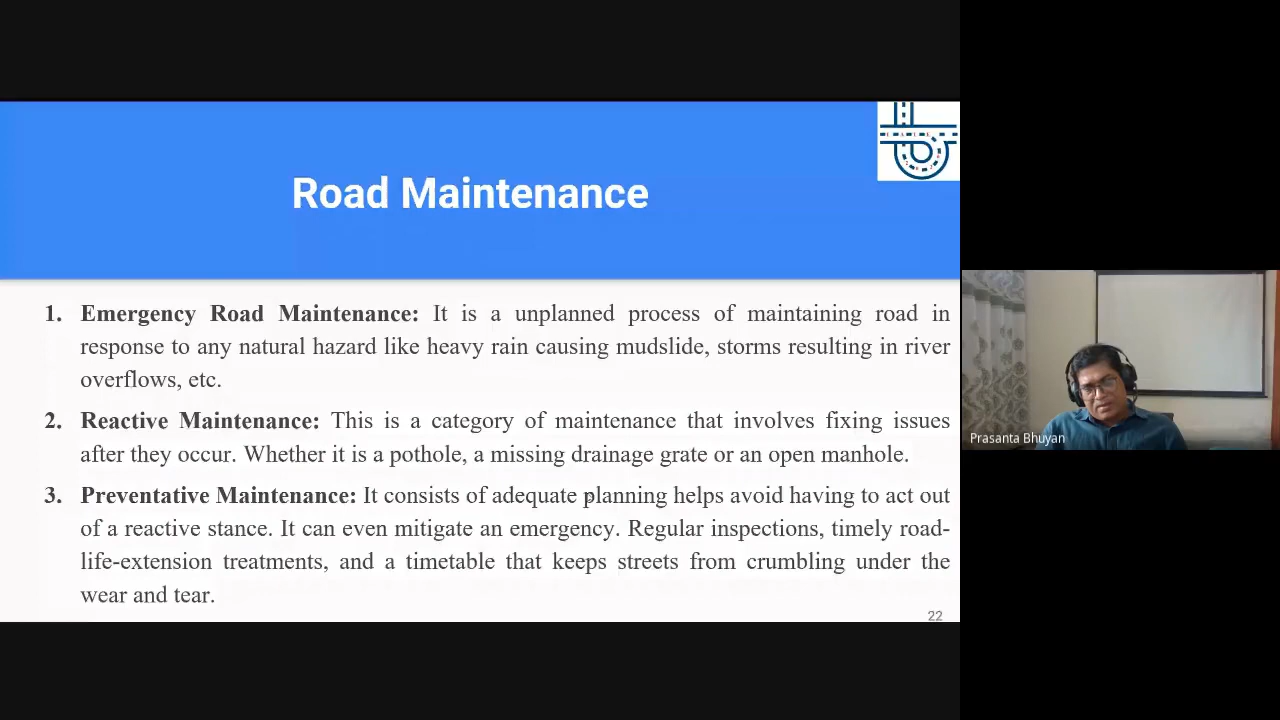 Road Maintenance
1. Emergency Road Maintenance: It is a unplanned process of maintaining road in
response to any natural hazard like heavy rain causing mudslide, storms resulting in river
overflows, etc.
2. Reactive Maintenance: This is a category of maintenance that involves fixing issues
after they occur. Whether it is a pothole, a missing drainage grate or an open manhole.
3. Preventative Maintenance: It consists of adequate planning helps avoid having to act out
of a reactive stance. It can even mitigate an emergency. Regular inspections, timely road-
life-extension treatments, and a timetable that keeps streets from crumbling under the
wear and tear.
22
Prasanta Bhuyan